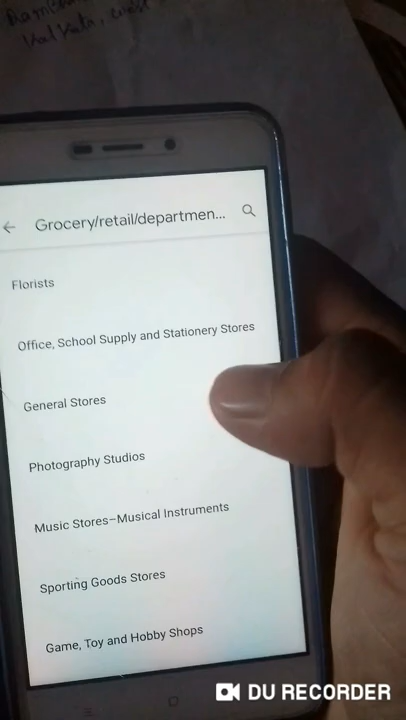 Grocery/retail/departmen...
Florists
Office, School Supply and Stationery Stores
General Stores
Photography Studios
Music Stores–Musical Instruments
Sporting Goods Stores
Game, Toy and Hobby Shops
DU RECORDER